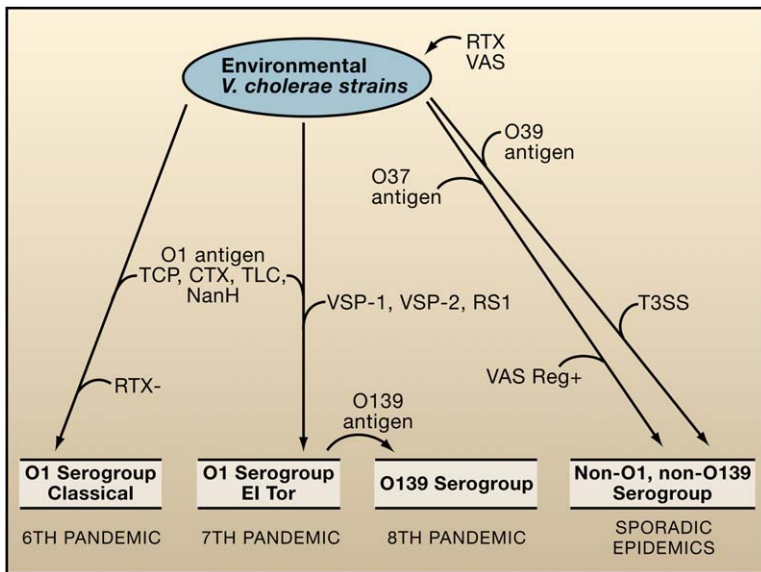 RTX
VAS
Environmental
V. cholerae strains
O39
antigen
O37
antigen
O1 antigen
TCP, CTX, TLC,
NanH
VSP-1, VSP-2, RS1
T3SS
RTX-
VAS Reg+
O139
antigen
O1 Serogroup
Classical
O1 Serogroup
El Tor
O139 Serogroup
Non-O1, non-O139
Serogroup
6TH PANDEMIC
7TH PANDEMIC
8TH PANDEMIC
SPORADIC
EPIDEMICS